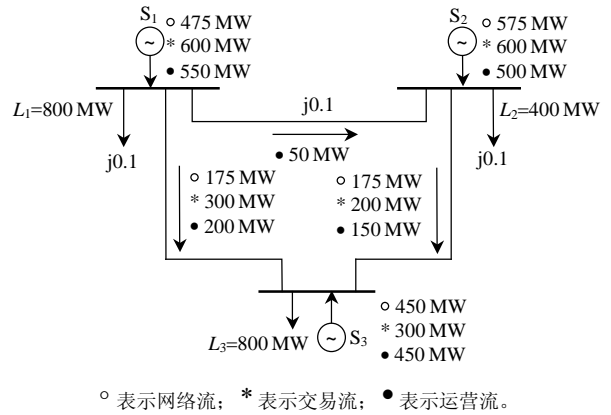 S1
○ 475 MW
* 600 MW
● 550 MW
S2
○ 575 MW
* 600 MW
● 500 MW
~
~
L1=800 MW
j0.1
L2=400 MW
j0.1
● 50 MW
j0.1
○ 175 MW
* 300 MW
● 200 MW
○ 175 MW
* 200 MW
● 150 MW
L3=800 MW
~
S3
○ 450 MW
* 300 MW
● 450 MW
○ 表示网络流； * 表示交易流； ● 表示运营流。